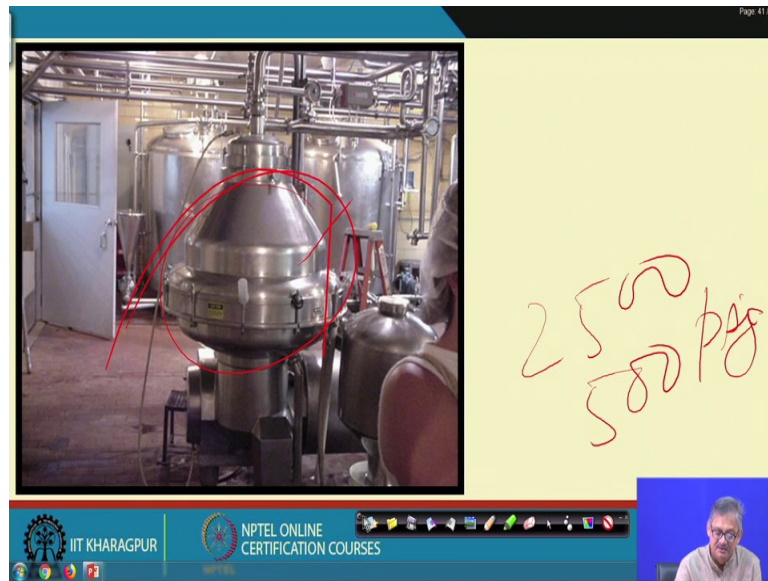 Page: 41 /
2500
500 psig
IIT KHARAGPUR
NPTEL ONLINE
CERTIFICATION COURSES